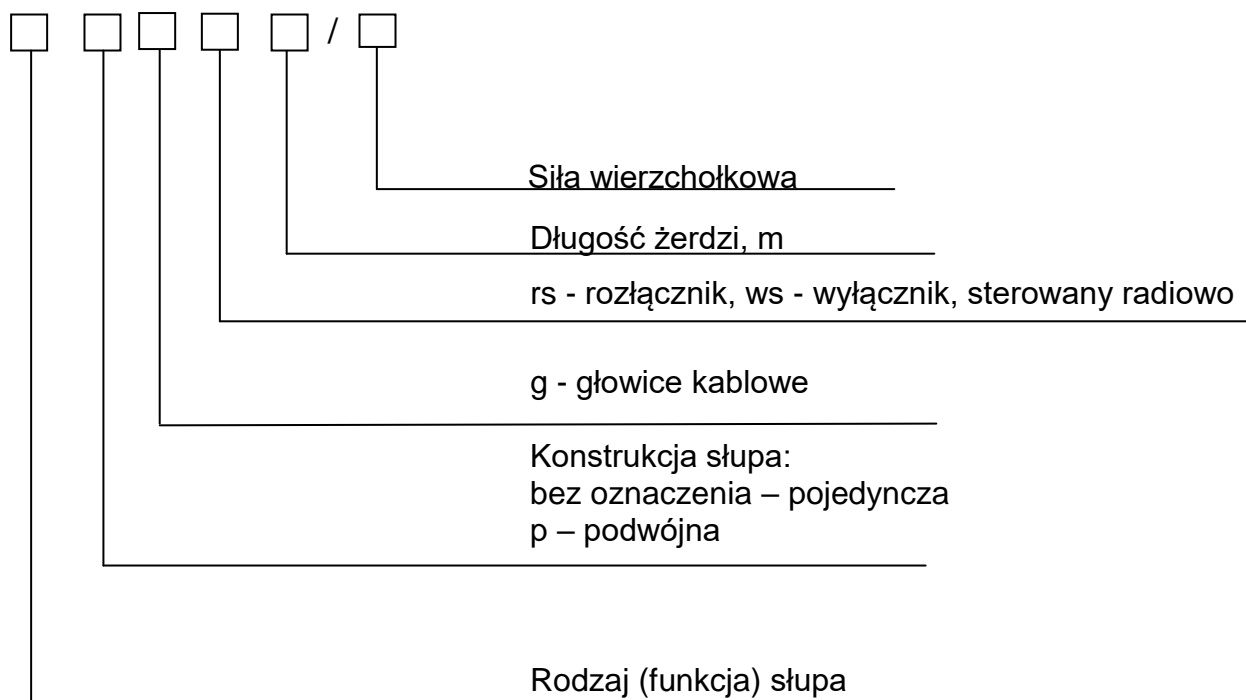 /
Siła wierzchołkowa
Długość żerdzi, m
rs - rozłącznik, ws - wyłącznik, sterowany radiowo
g - głowice kablowe
Konstrukcja słupa:
bez oznaczenia – pojedyncza
p – podwójna
Rodzaj (funkcja) słupa